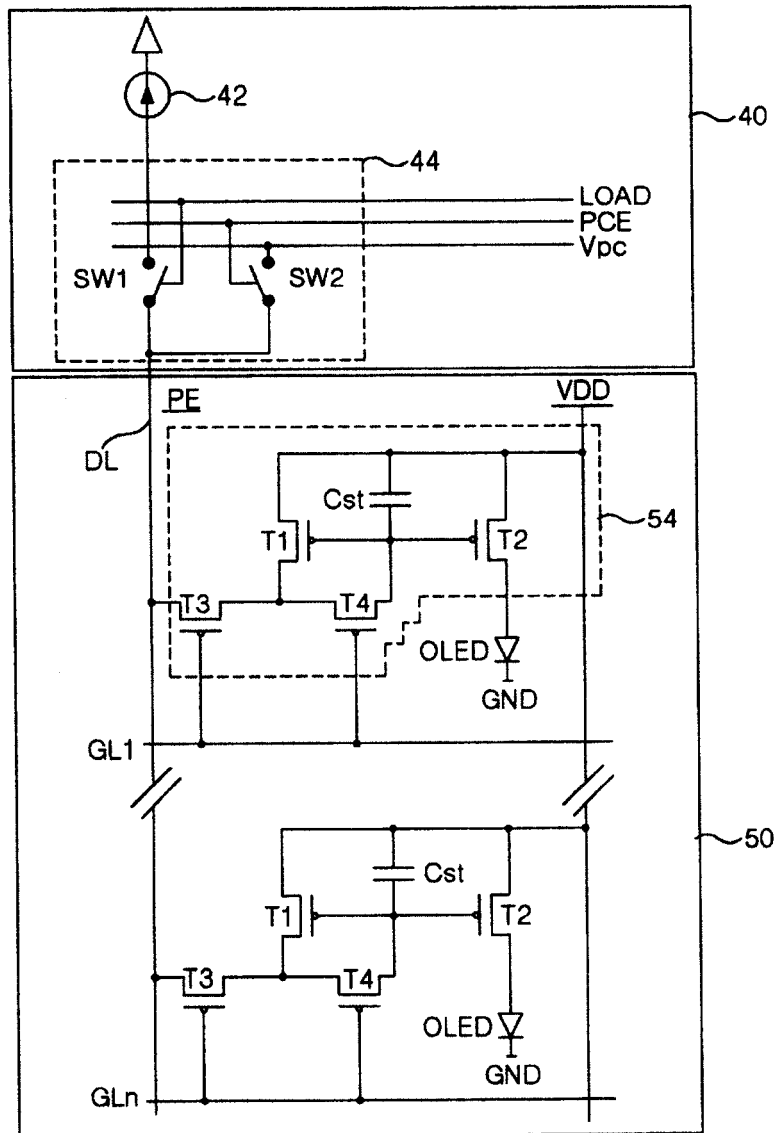 42
40
44
LOAD
PCE
Vpc
SW1
SW2
PE
VDD
DL
Cst
54
T1
T2
T3
T4
OLED
GND
GL1
50
Cst
T1
T2
T3
T4
OLED
GND
GLn